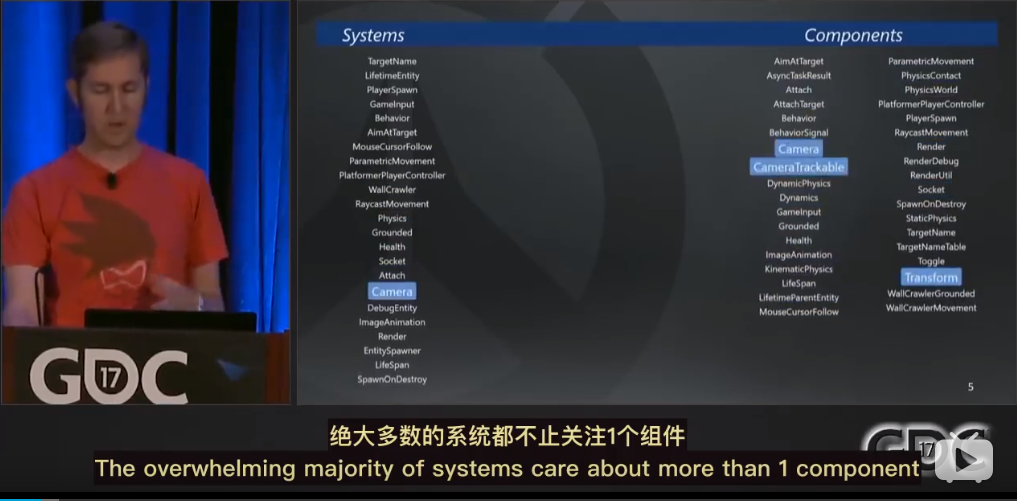 Systems
TargetName
LifetimeEntity
PlayerSpawn
GameInput
Behavior
AimAtTarget
MouseCursorFollow
ParametricMovement
PlatformerPlayerController
WallCrawler
RaycastMovement
Physics
Grounded
Health
Socket
Attach
Camera
DebugEntity
ImageAnimation
Render
EntitySpawner
LifeSpan
SpawnOnDestroy
Components
AimAtTarget
AsyncTaskResult
Attach
AttachTarget
Behavior
BehaviorSignal
Camera
CameraTrackable
DynamicPhysics
Dynamics
GameInput
Grounded
Health
ImageAnimation
KinematicPhysics
LifeSpan
LifetimeParentEntity
MouseCursorFollow
ParametricMovement
PhysicsContact
PhysicsWorld
PlatformerPlayerController
PlayerSpawn
RaycastMovement
Render
RenderDebug
RenderUtil
Socket
SpawnOnDestroy
StaticPhysics
TargetName
TargetNameTable
Toggle
Transform
WallCrawlerGrounded
WallCrawlerMovement
5
GDC
17
绝大多数的系统都不止关注1个组件
The overwhelming majority of systems care about more than 1 component
GDC
17